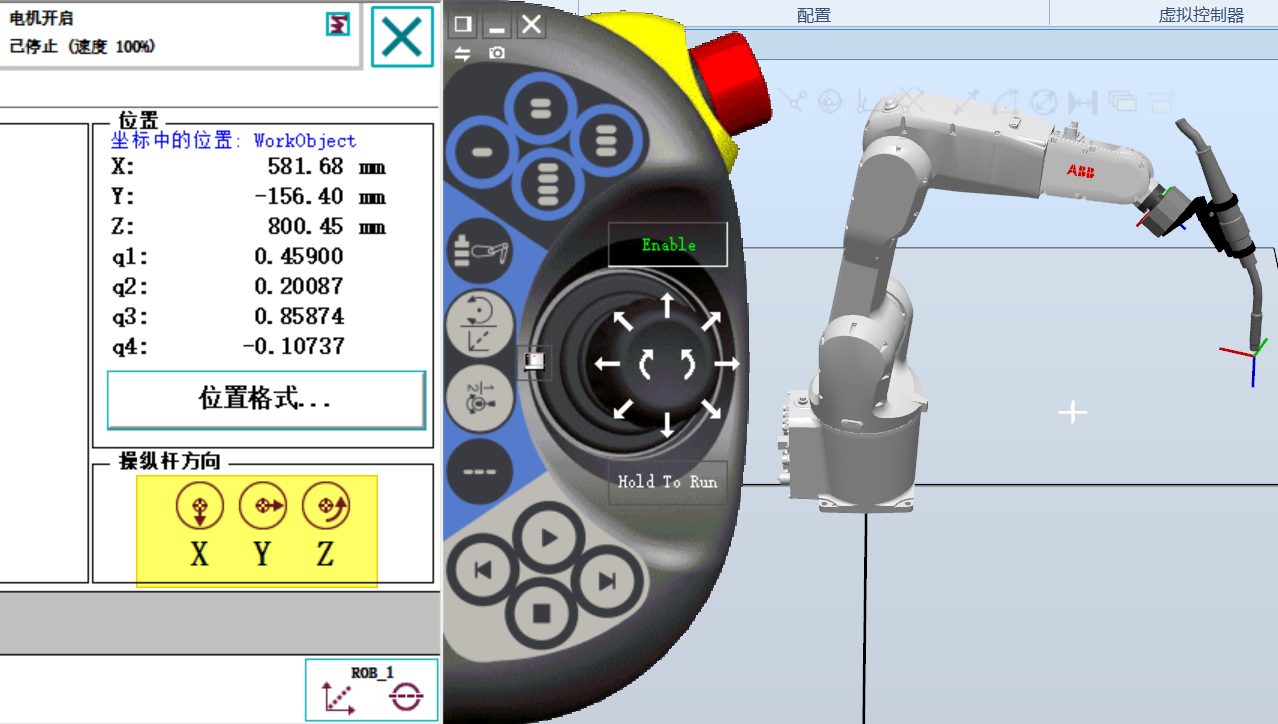 电机开启
己停止 (速度 100%)
位置
坐标中的位置: WorkObject
X: 581.68 mm
Y: -156.40 mm
Z: 800.45 mm
q1: 0.45900
q2: 0.20087
q3: 0.85874
q4: -0.10737
位置格式...
操纵杆方向
X Y Z
ROB_1
Enable
Hold To Run
配置
虚拟控制器
ABB